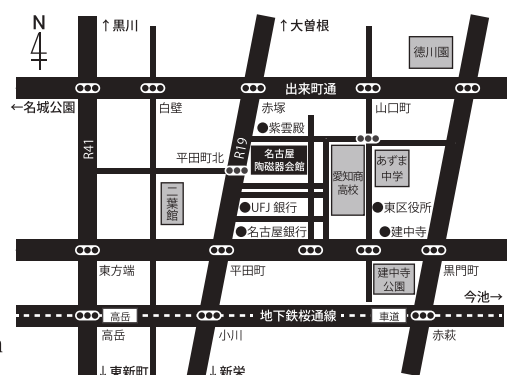 N
↑黒川
↑大曽根
徳川園
出来町通
←名城公園
白壁
赤塚
山口町
●紫雲殿
R41
R19
平田町北
名古屋
陶磁器会館
愛知商
高校
あずま
中学
二葉館
●UFJ 銀行
●東区役所
●名古屋銀行
●建中寺
東方端
平田町
建中寺
公園
黒門町
今池→
高岳
地下鉄桜通線
車道
高岳
小川
赤萩
↓東新町
↓新栄